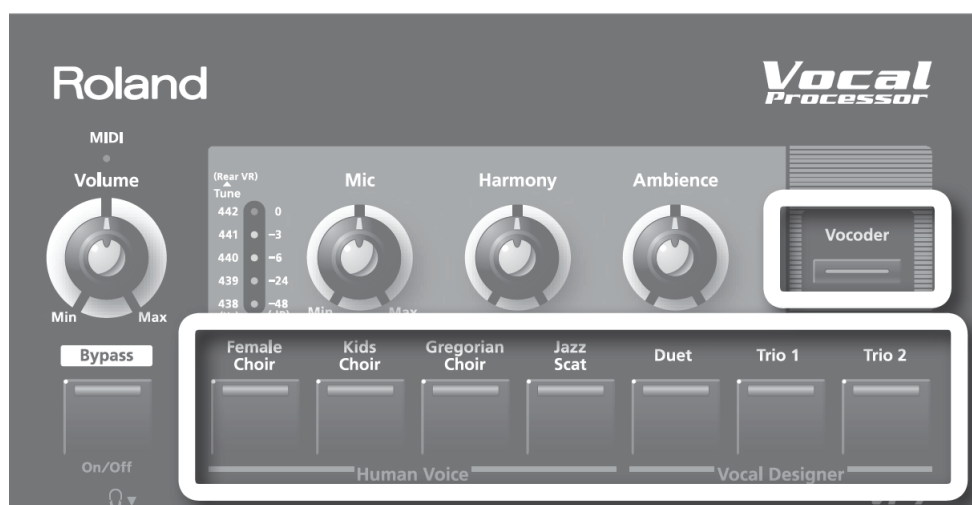 Roland
Vocal
Processor
MIDI
Volume
Min Max
(Rear VR)
Tune
442 0
441 -3
440 -6
439 -24
438 -48
Mic
Min Max
Harmony
Ambience
Vocoder
Bypass
On/Off
Female
Choir
Kids
Choir
Gregorian
Choir
Jazz
Scat
Duet
Trio 1
Trio 2
Human Voice
Vocal Designer